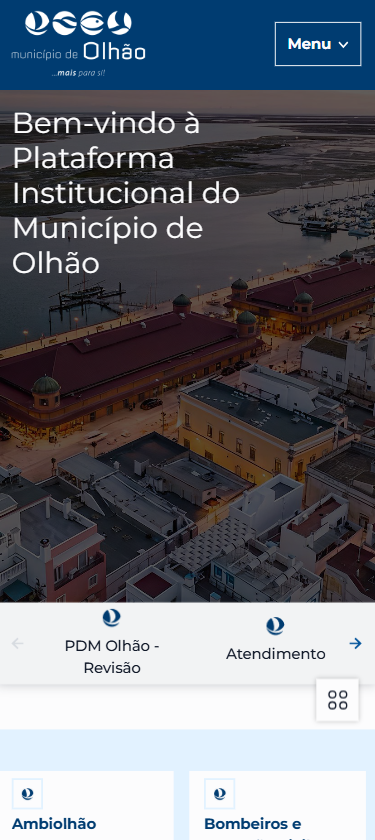 município de Olhão
...mais para si!
Menu
Bem-vindo à
Plataforma
Institucional do
Município de
Olhão
PDM Olhão -
Revisão
Atendimento
Ambiolhão
Bombeiros e